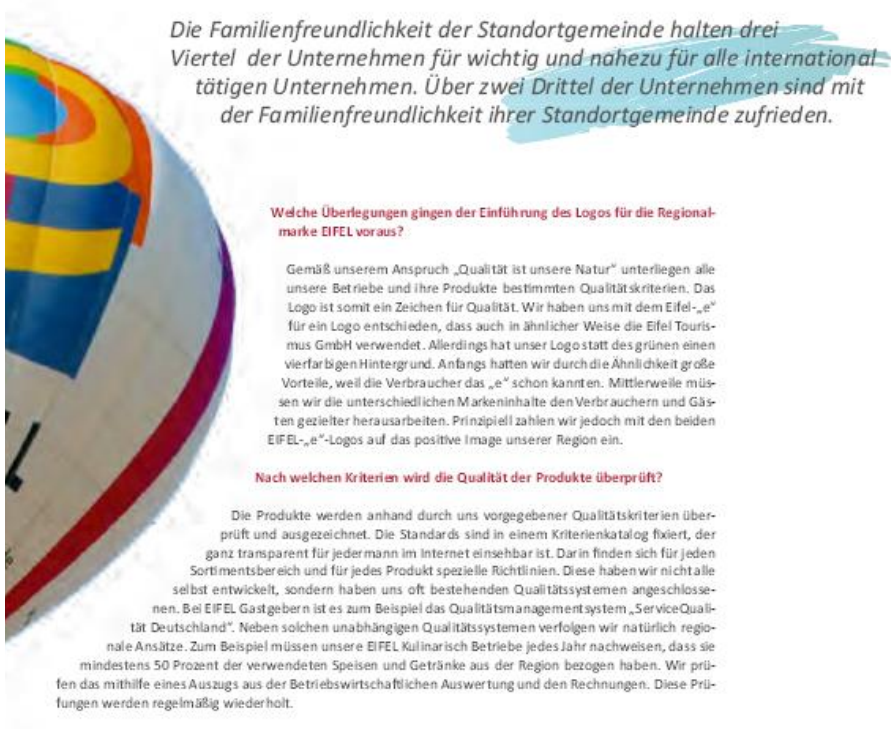 Die Familienfreundlichkeit der Standortgemeinde halten drei
Viertel der Unternehmen für wichtig und nahezu für alle international
tätigen Unternehmen. Über zwei Drittel der Unternehmen sind mit
der Familienfreundlichkeit ihrer Standortgemeinde zufrieden.
Welche Überlegungen gingen der Einführung des Logos für die Regional-
marke EIFEL voraus?
Gemäß unserem Anspruch „Qualität ist unsere Natur“ unterliegen alle
unsere Betriebe und ihre Produkte bestimmten Qualitätskriterien. Das
Logo ist somit ein Zeichen für Qualität. Wir haben uns mit dem Eifel-„e“
für ein Logo entschieden, dass auch in ähnlicher Weise die Eifel Touris-
mus GmbH verwendet. Allerdings hat unser Logo statt des grünen einen
vierfarbigen Hintergrund. Anfangs hatten wir durch die Ähnlichkeit große
Vorteile, weil die Verbraucher das „e“ schon kannten. Mittlerweile müs-
sen wir die unterschiedlichen Markeninhalte den Verbrauchern und Gäs-
ten gezielter herausarbeiten. Prinzipiell zahlen wir jedoch mit den beiden
EIFEL-„e“-Logos auf das positive Image unserer Region ein.
Nach welchen Kriterien wird die Qualität der Produkte überprüft?
Die Produkte werden anhand durch uns vorgegebener Qualitätskriterien über-
prüft und ausgezeichnet. Die Standards sind in einem Kriterienkatalog fixiert, der
ganz transparent für jedermann im Internet einsehbar ist. Darin finden sich für jeden
Sortimentsbereich und für jedes Produkt spezielle Richtlinien. Diese haben wir nicht alle
selbst entwickelt, sondern haben uns oft bestehenden Qualitätssystemen angeschlosse-
nen. Bei EIFEL Gastgebern ist es zum Beispiel das Qualitätsmanagementsystem „ServiceQuali-
tät Deutschland“. Neben solchen unabhängigen Qualitätssystemen verfolgen wir natürlich regio-
nale Ansätze. Zum Beispiel müssen unsere EIFEL Kulinarisch Betriebe jedes Jahr nachweisen, dass sie
mindestens 50 Prozent der verwendeten Speisen und Getränke aus der Region bezogen haben. Wir prü-
fen das mithilfe eines Auszugs aus der Betriebswirtschaftlichen Auswertung und den Rechnungen. Diese Prü-
fungen werden regelmäßig wiederholt.